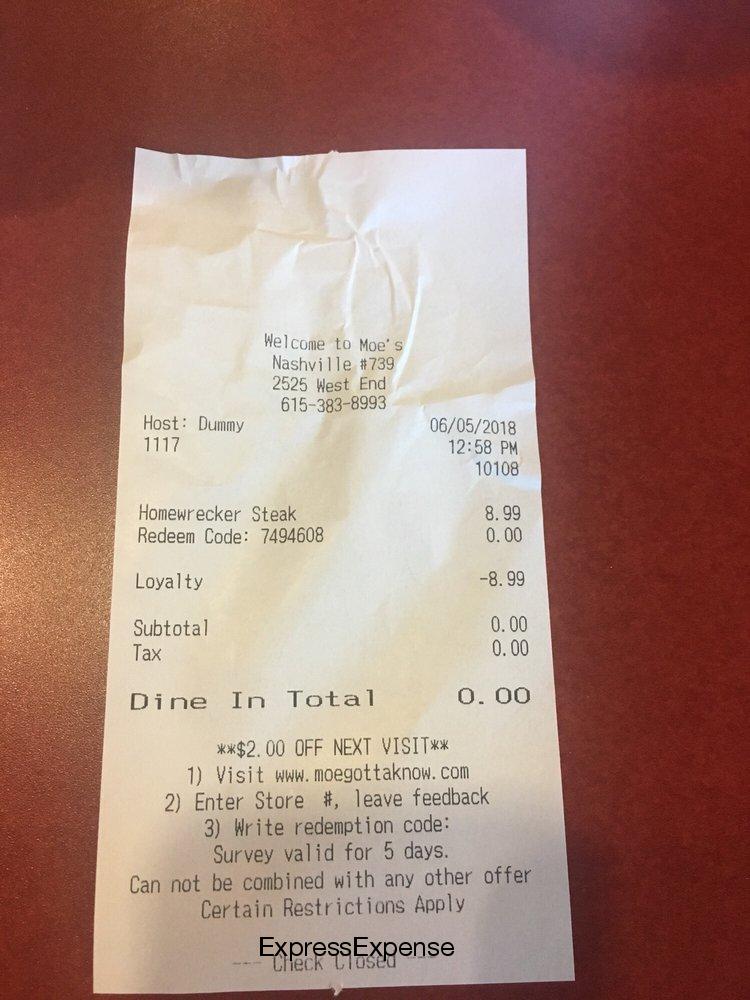 Welcome to Moe's
Nashville #739
2525 West End
615-383-8993
Host: Dummy 06/05/2018
1117 12:58 PM
10108
Homewrecker Steak 8.99
Redeem Code: 7494608 0.00
Loyalty -8.99
Subtotal 0.00
Tax 0.00
Dine In Total 0.00
**$2.00 OFF NEXT VISIT**
1) Visit www.moegottaknow.com
2) Enter Store #, leave feedback
3) Write redemption code:
Survey valid for 5 days.
Can not be combined with any other offer
Certain Restrictions Apply
ExpressExpense
--- Check Closed ---